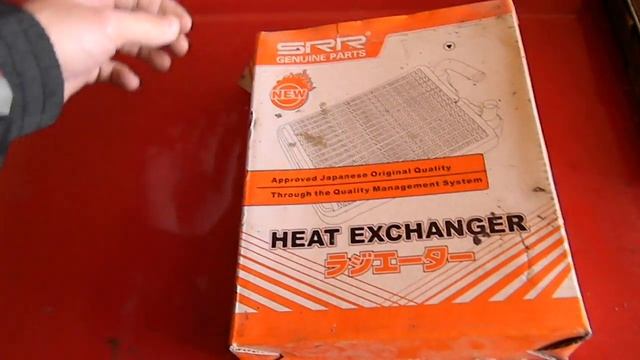 SRR
GENUINE PARTS
NEW
Approved Japanese Original Quality
Through the Quality Management System
HEAT EXCHANGER
ラジエーター